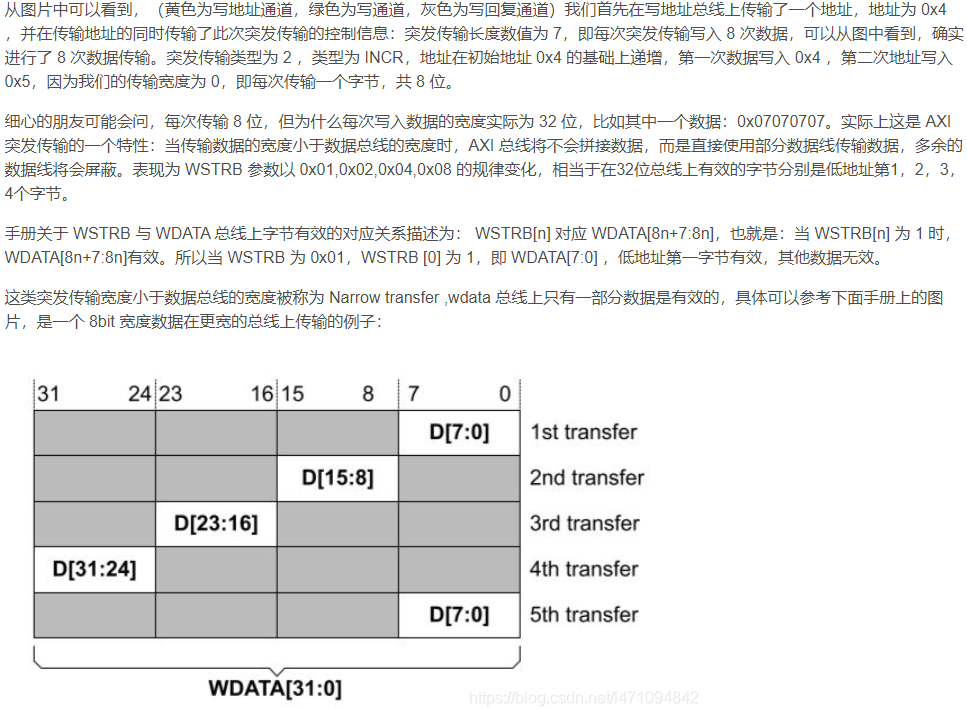 从图片中可以看到，（黄色为写地址通道，绿色为写通道，灰色为写回复通道）我们首先在写地址总线上传输了一个地址，地址为 0x4
，并在传输地址的同时传输了此次突发传输的控制信息：突发传输长度数值为 7，即每次突发传输写入 8 次数据，可以从图中看到，确实
进行了 8 次数据传输。突发传输类型为 2 ，类型为 INCR，地址在初始地址 0x4 的基础上递增，第一次数据写入 0x4 ，第二次地址写入
0x5，因为我们的传输宽度为 0，即每次传输一个字节，共 8 位。
细心的朋友可能会问，每次传输 8 位，但为什么每次写入数据的宽度实际为 32 位，比如其中一个数据：0x07070707。实际上这是 AXI
突发传输的一个特性：当传输数据的宽度小于数据总线的宽度时，AXI 总线将不会拼接数据，而是直接使用部分数据线传输数据，多余的
数据线将会屏蔽。表现为 WSTRB 参数以 0x01,0x02,0x04,0x08 的规律变化，相当于在32位总线上有效的字节分别是低地址第1，2，3，
4个字节。
手册关于 WSTRB 与 WDATA 总线上字节有效的对应关系描述为： WSTRB[n] 对应 WDATA[8n+7:8n]，也就是：当 WSTRB[n] 为 1 时，
WDATA[8n+7:8n]有效。所以当 WSTRB 为 0x01，WSTRB [0] 为 1，即 WDATA[7:0] ，低地址第一字节有效，其他数据无效。
这类突发传输宽度小于数据总线的宽度被称为 Narrow transfer ,wdata 总线上只有一部分数据是有效的，具体可以参考下面手册上的图
片，是一个 8bit 宽度数据在更宽的总线上传输的例子：
31 24 23 16 15 8 7 0
D[7:0] 1st transfer
D[15:8] 2nd transfer
D[23:16] 3rd transfer
D[31:24] 4th transfer
D[7:0] 5th transfer
WDATA[31:0]
https://blog.csdn.net/l471094842